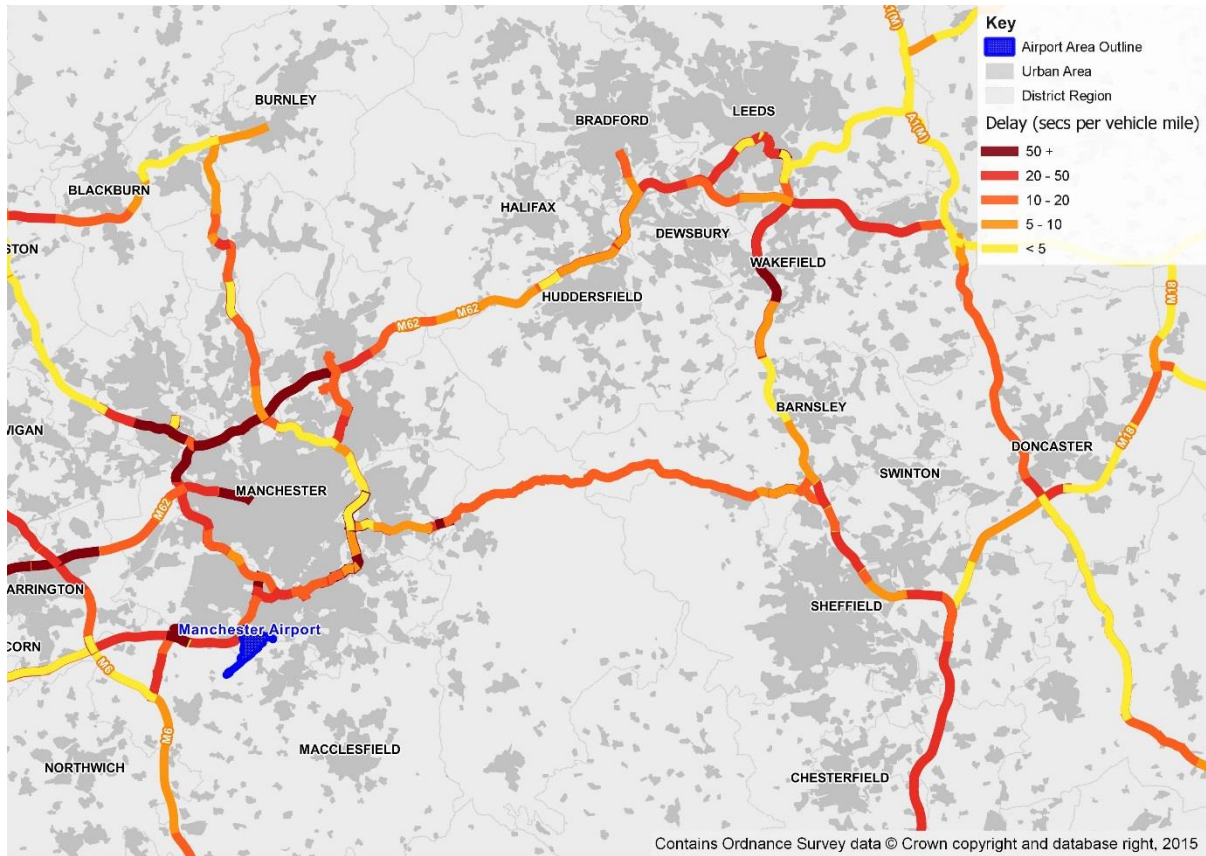 Key
Airport Area Outline
Urban Area
District Region
Delay (secs per vehicle mile)
50 +
20 - 50
10 - 20
5 - 10
< 5
A1(M)
BURNLEY
BRADFORD
LEEDS
A1(M)
BLACKBURN
HALIFAX
DEWSBURY
STON
WAKEFIELD
HUDDERSFIELD
M18
M62
M62
BARNSLEY
WIGAN
DONCASTER
M18
SWINTON
MANCHESTER
M62
ARRINGTON
SHEFFIELD
Manchester Airport
CORN
M6
M6
MACCLESFIELD
NORTHWICH
CHESTERFIELD
Contains Ordnance Survey data © Crown copyright and database right, 2015